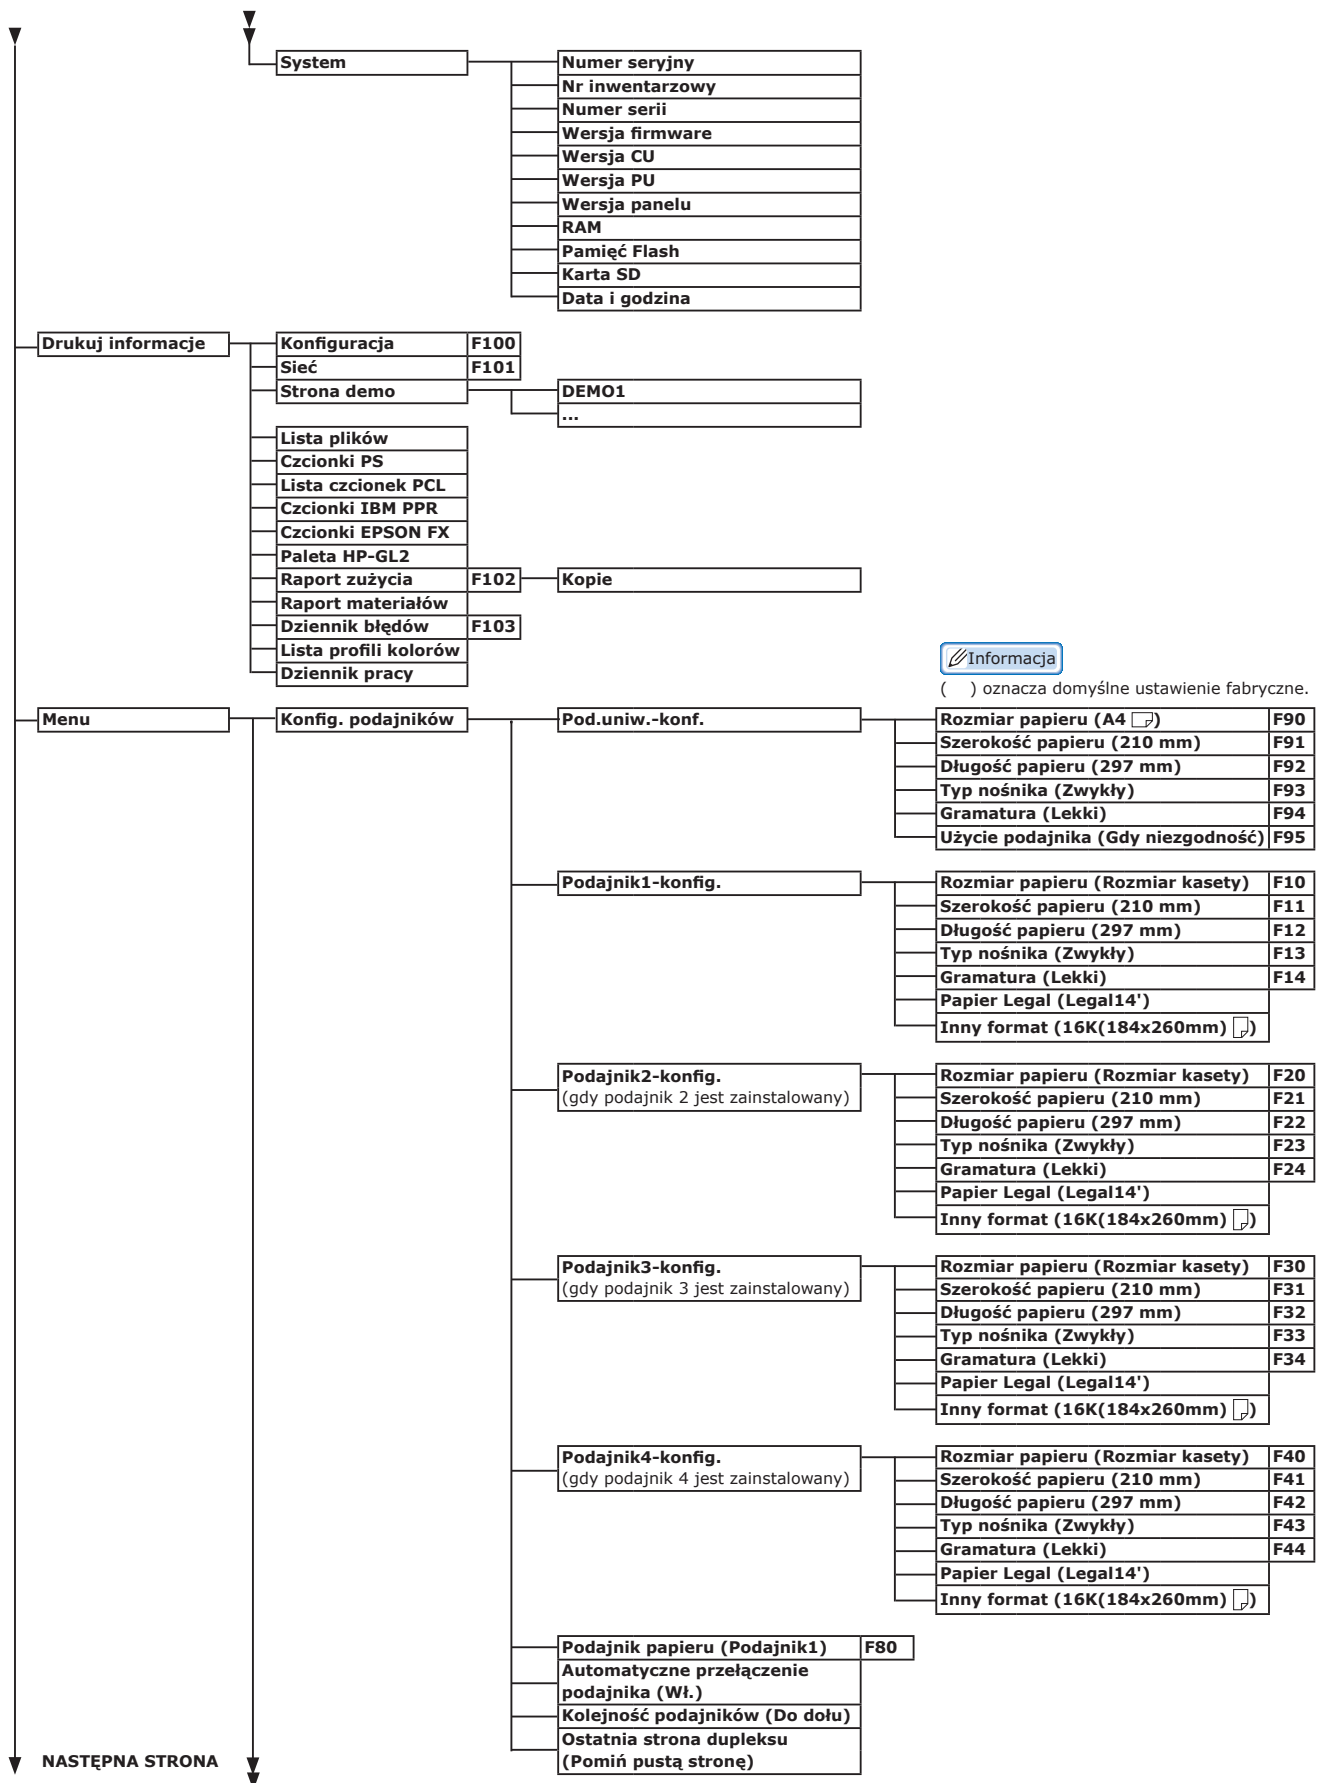 System
Numer seryjny
Nr inwentarzowy
Numer serii
Wersja firmware
Wersja CU
Wersja PU
Wersja panelu
RAM
Pamięć Flash
Karta SD
Data i godzina
Drukuj informacje
Konfiguracja F100
Sieć F101
Strona demo
DEMO1
...
Lista plików
Czcionki PS
Lista czcionek PCL
Czcionki IBM PPR
Czcionki EPSON FX
Paleta HP-GL2
Raport zużycia F102 Kopie
Raport materiałów
Dziennik błędów F103
Lista profili kolorów
Dziennik pracy
Informacja
( ) oznacza domyślne ustawienie fabryczne.
Menu
Konfig. podajników
Pod.uniw.-konf.
Rozmiar papieru (A4 ) F90
Szerokość papieru (210 mm) F91
Długość papieru (297 mm) F92
Typ nośnika (Zwykły) F93
Gramatura (Lekki) F94
Użycie podajnika (Gdy niezgodność) F95
Podajnik1-konfig.
Rozmiar papieru (Rozmiar kasety) F10
Szerokość papieru (210 mm) F11
Długość papieru (297 mm) F12
Typ nośnika (Zwykły) F13
Gramatura (Lekki) F14
Papier Legal (Legal14')
Inny format (16K(184x260mm) )
Podajnik2-konfig.
(gdy podajnik 2 jest zainstalowany)
Rozmiar papieru (Rozmiar kasety) F20
Szerokość papieru (210 mm) F21
Długość papieru (297 mm) F22
Typ nośnika (Zwykły) F23
Gramatura (Lekki) F24
Papier Legal (Legal14')
Inny format (16K(184x260mm) )
Podajnik3-konfig.
(gdy podajnik 3 jest zainstalowany)
Rozmiar papieru (Rozmiar kasety) F30
Szerokość papieru (210 mm) F31
Długość papieru (297 mm) F32
Typ nośnika (Zwykły) F33
Gramatura (Lekki) F34
Papier Legal (Legal14')
Inny format (16K(184x260mm) )
Podajnik4-konfig.
(gdy podajnik 4 jest zainstalowany)
Rozmiar papieru (Rozmiar kasety) F40
Szerokość papieru (210 mm) F41
Długość papieru (297 mm) F42
Typ nośnika (Zwykły) F43
Gramatura (Lekki) F44
Papier Legal (Legal14')
Inny format (16K(184x260mm) )
Podajnik papieru (Podajnik1) F80
Automatyczne przełączenie
podajnika (Wł.)
Kolejność podajników (Do dołu)
Ostatnia strona dupleksu
(Pomiń pustą stronę)
NASTĘPNA STRONA